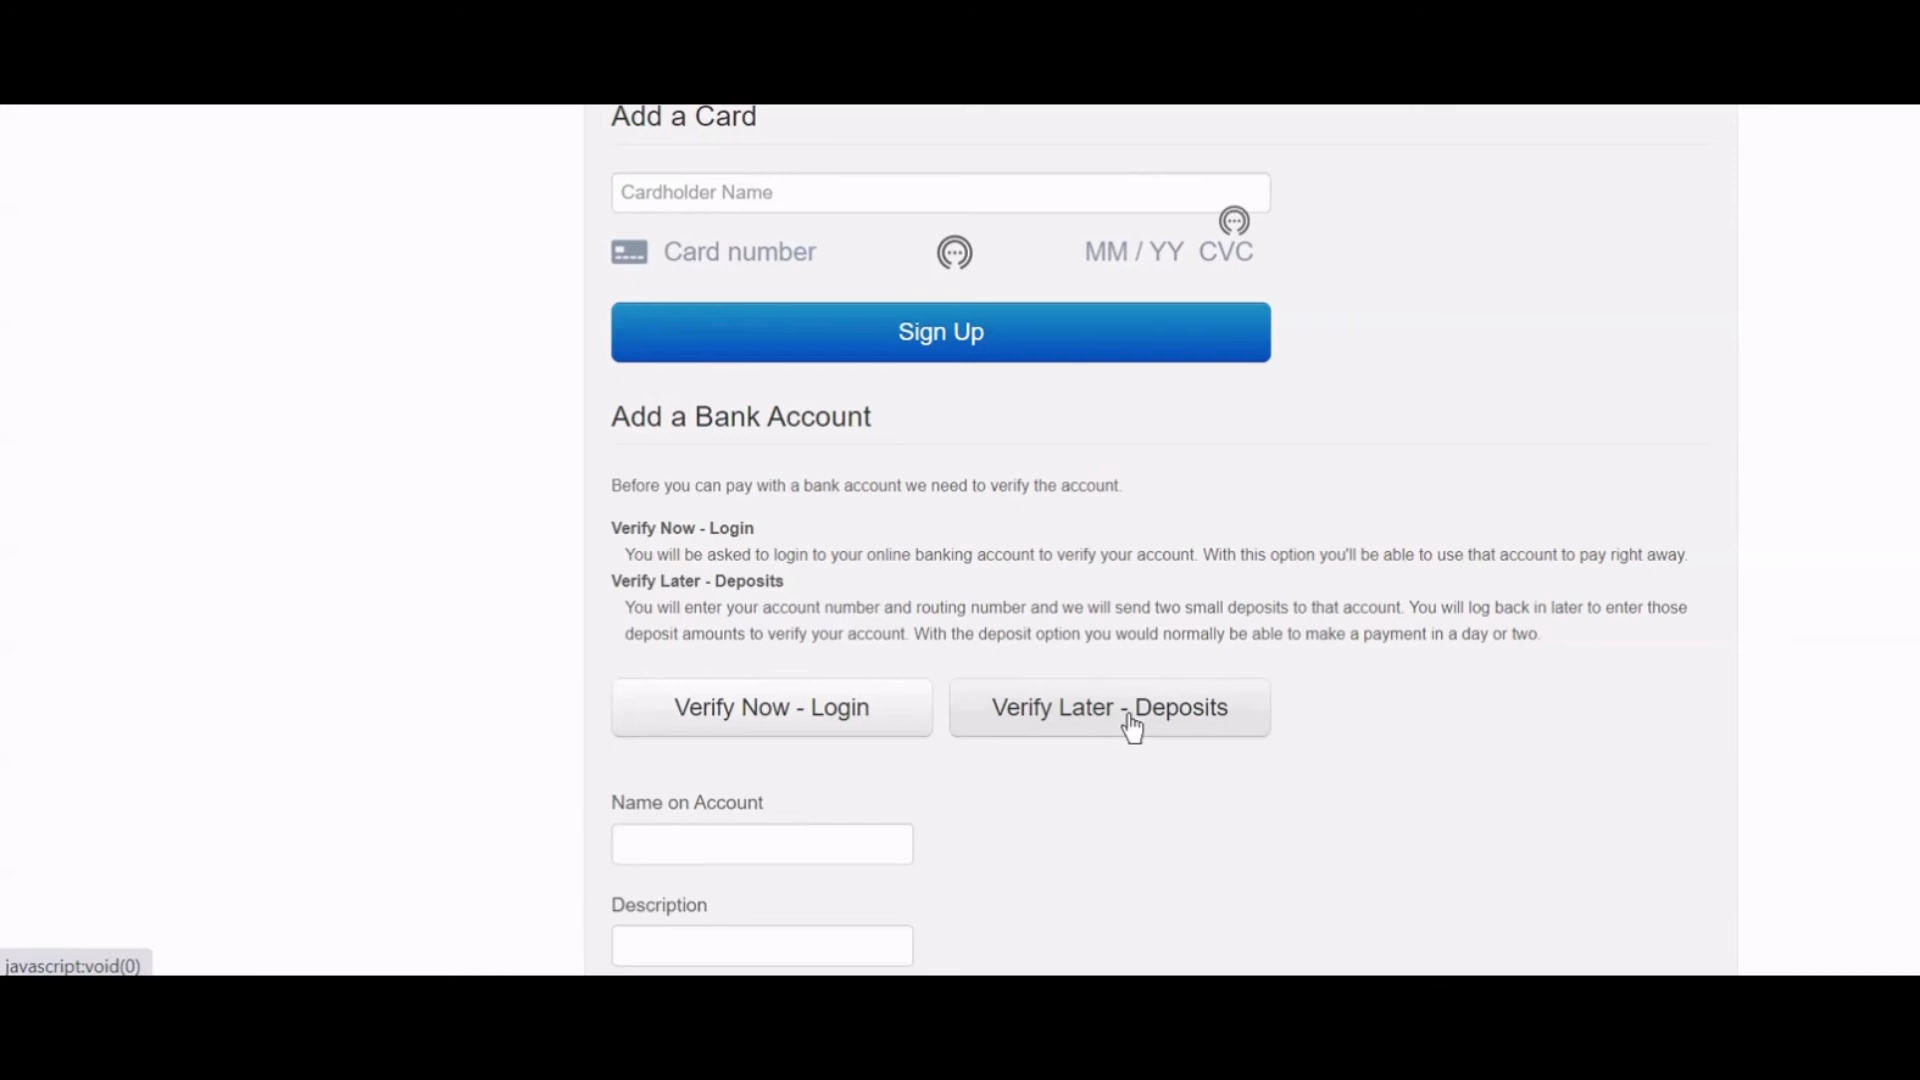 Add a Card
Cardholder Name
Card number
MM / YY CVC
Sign Up
Add a Bank Account
Before you can pay with a bank account we need to verify the account.
Verify Now - Login
You will be asked to login to your online banking account to verify your account. With this option you'll be able to use that account to pay right away.
Verify Later - Deposits
You will enter your account number and routing number and we will send two small deposits to that account. You will log back in later to enter those
deposit amounts to verify your account. With the deposit option you would normally be able to make a payment in a day or two.
Verify Now - Login
Verify Later - Deposits
Name on Account
Description
javascript:void(0)